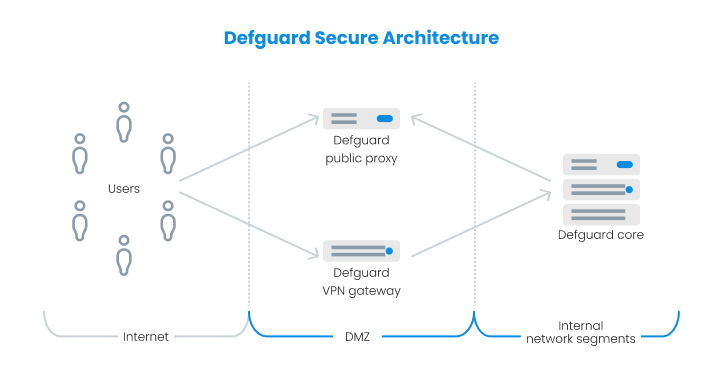 Defguard Secure Architecture
Defguard
public proxy
Users
Defguard core
Defguard
VPN gateway
Internet
DMZ
Internal
network segments